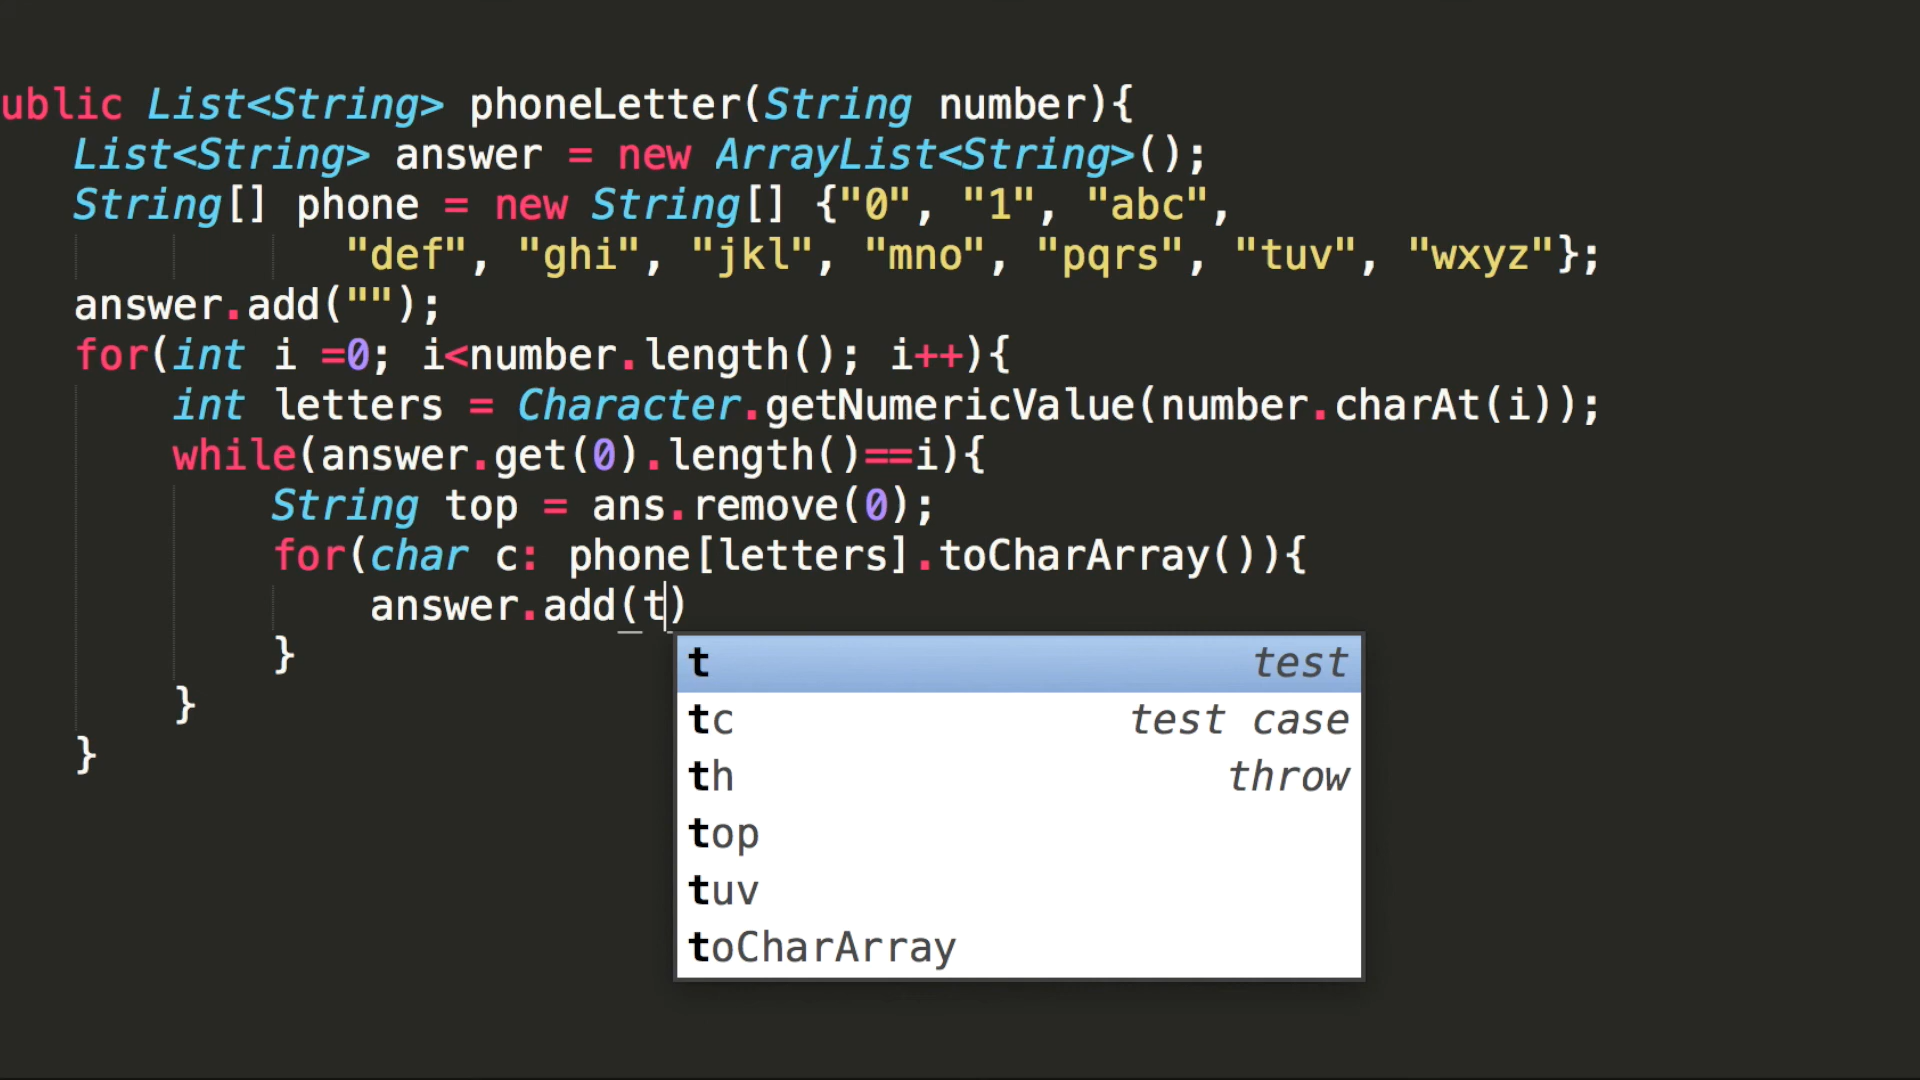 ublic List<String> phoneLetter(String number){
List<String> answer = new ArrayList<String>();
String[] phone = new String[] {"0", "1", "abc",
"def", "ghi", "jkl", "mno", "pqrs", "tuv", "wxyz"};
answer.add("");
for(int i =0; i<number.length(); i++){
int letters = Character.getNumericValue(number.charAt(i));
while(answer.get(0).length()==i){
String top = ans.remove(0);
for(char c: phone[letters].toCharArray()){
answer.add(t)
}
}
}
t test
tc test case
th throw
top
tuv
toCharArray